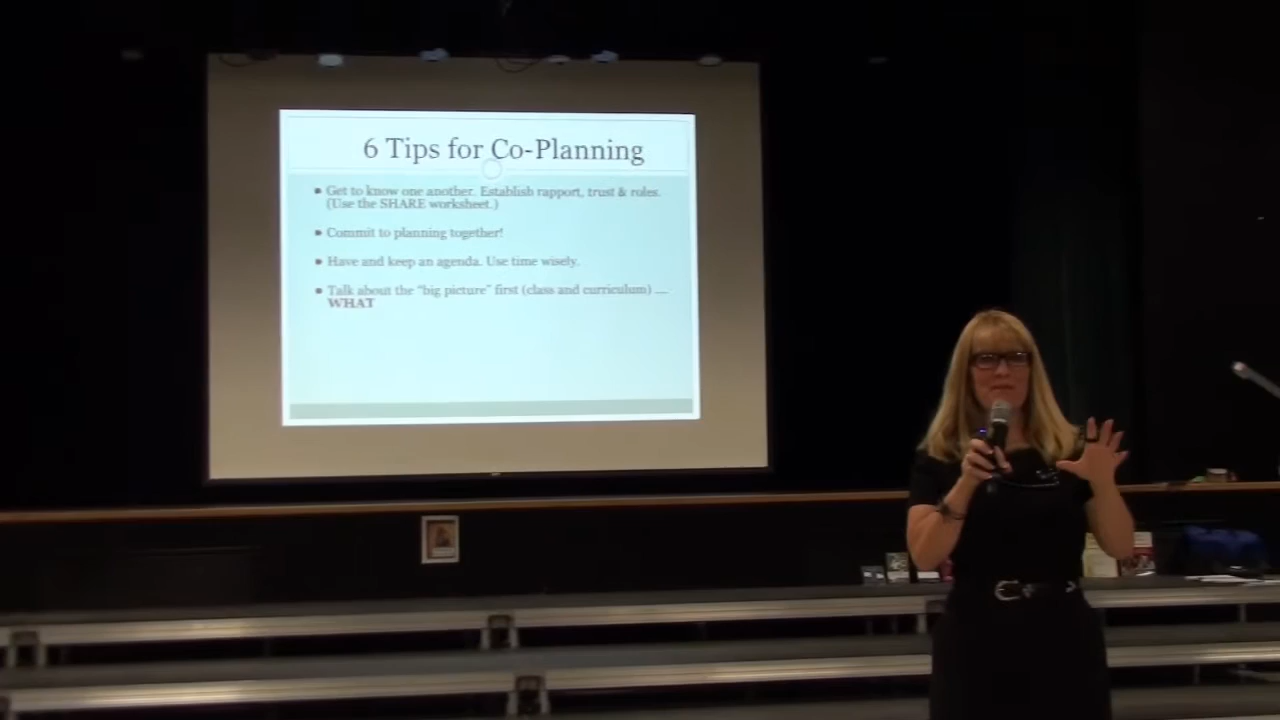 6 Tips for Co-Planning
Get to know one another. Establish rapport, trust & roles.
(Use the SHARE worksheet.)
Commit to planning together!
Have and keep an agenda. Use time wisely.
Talk about the "big picture" first (class and curriculum) ....
WHAT